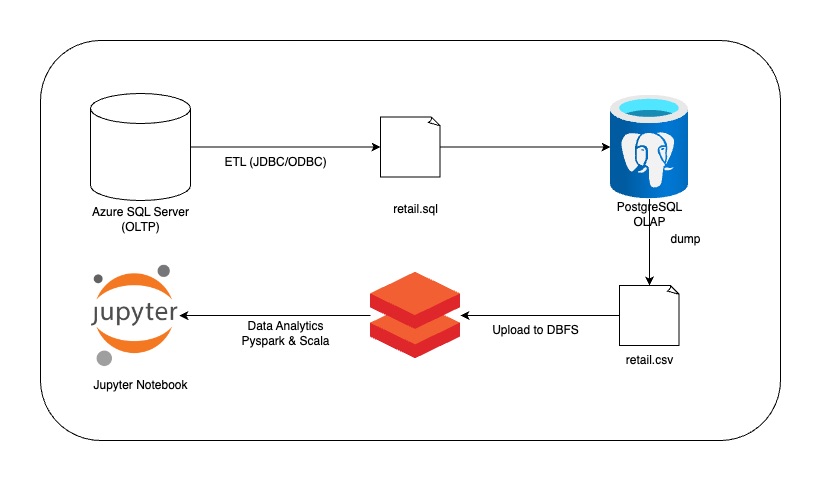 ETL (JDBC/ODBC)
Azure SQL Server
(OLTP)
retail.sql
PostgreSQL
OLAP
dump
jupyter
Data Analytics
Pyspark & Scala
Upload to DBFS
retail.csv
Jupyter Notebook